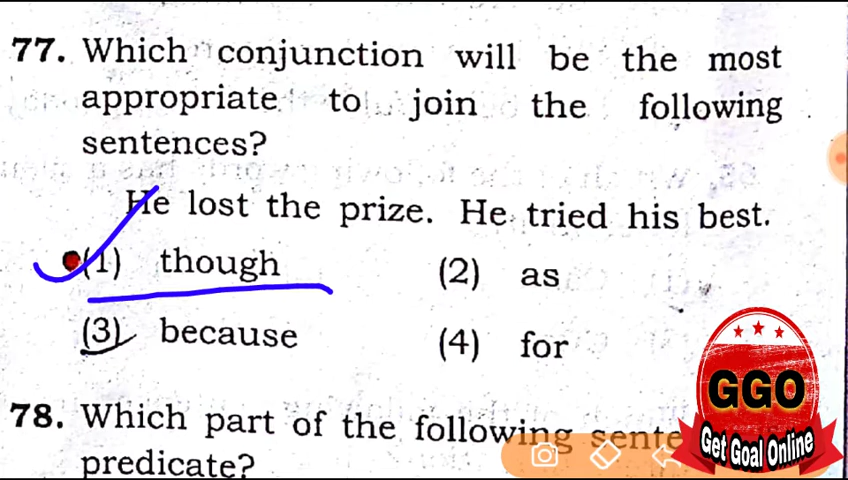 77. Which conjunction will be the most
appropriate to join the following
sentences?
He lost the prize. He tried his best.
(1) though (2) as
(3) because (4) for
78. Which part of the following sente
predicate?
GGO
Get Goal Online